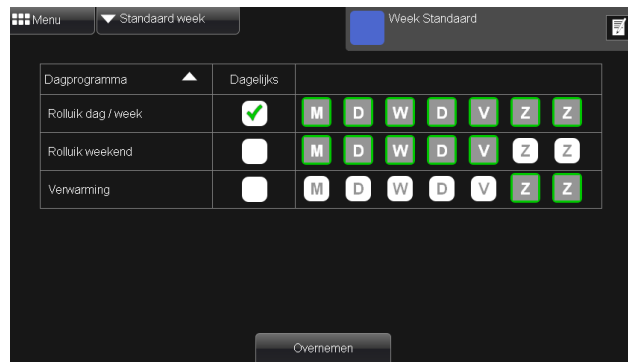 Menu
Standaard week
Week Standaard
Dagprogramma Dagelijks
Rolluik dag / week M D W D V Z Z
Rolluik weekend M D W D V Z Z
Verwarming M D W D V Z Z
Overnemen